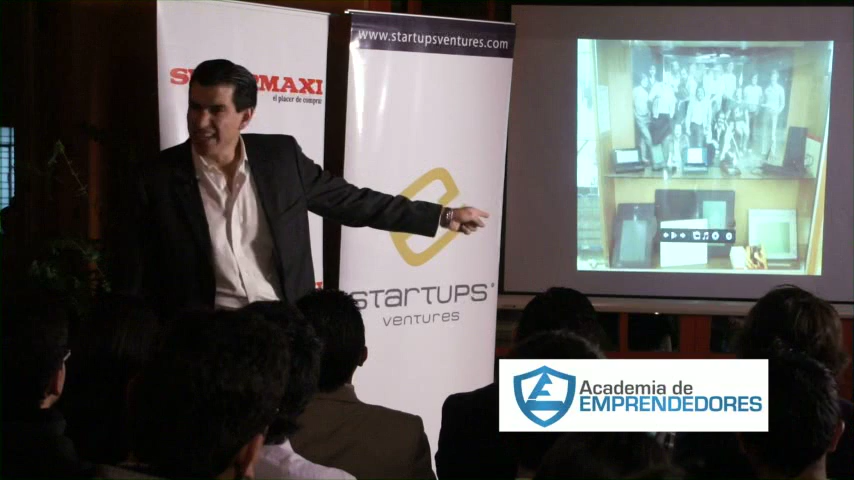 www.startupsventures.com
MAXI
el placer de comprar
startups
ventures
Academia de
EMPRENDEDORES